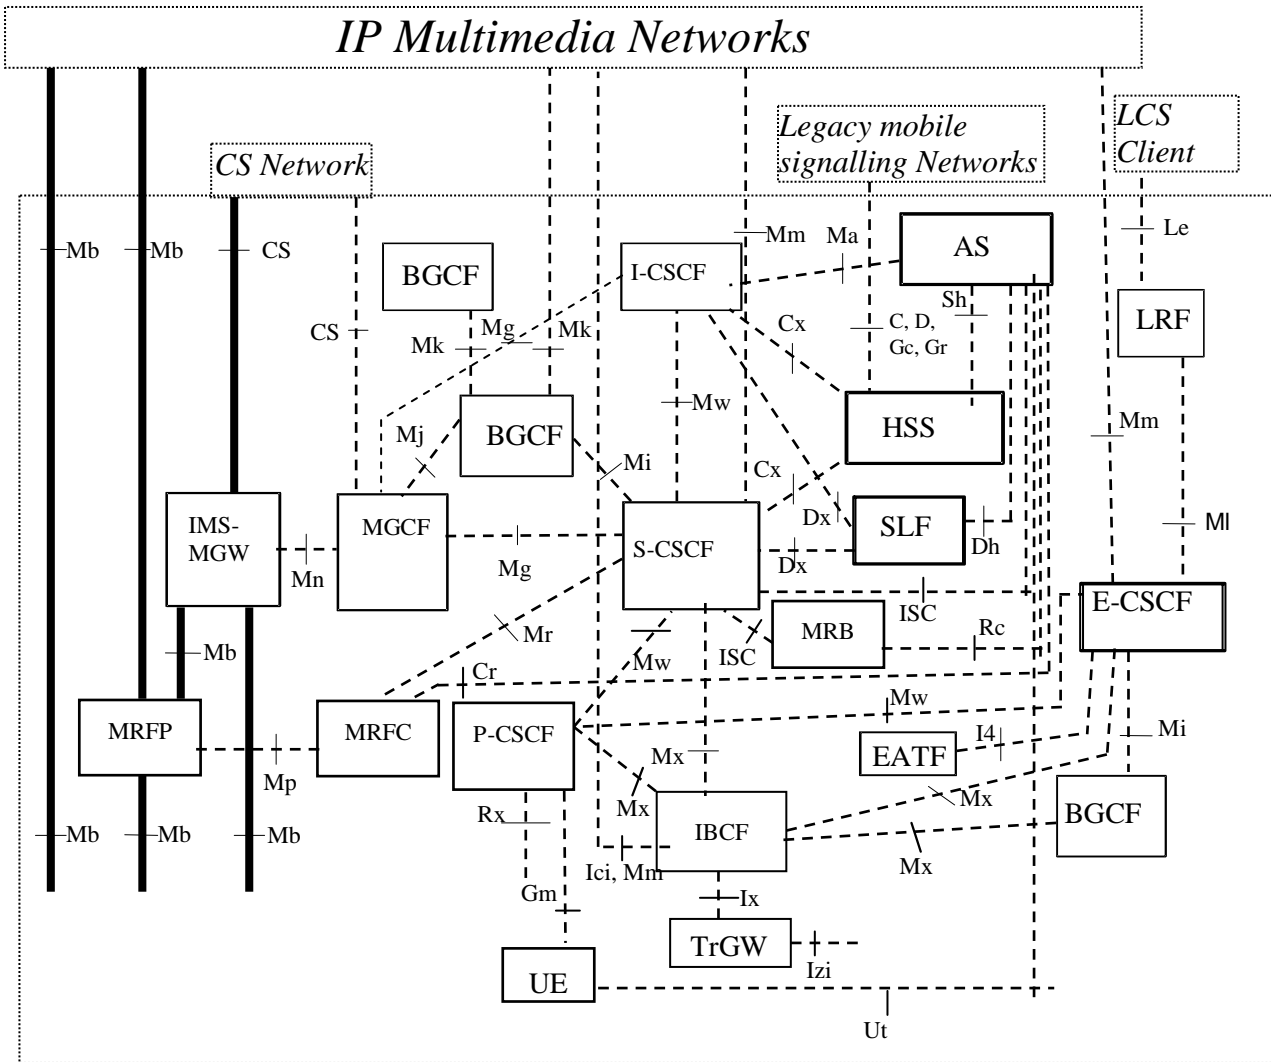 IP Multimedia Networks
Legacy mobile
signalling Networks
LCS
Client
CS Network
Mb
Mb
CS
Mm
Ma
AS
Le
BGCF
I-CSCF
Sh
LRF
CS
Mk
Mg
Mk
Cx
C, D,
Gc, Gr
Mw
HSS
Mm
Mj
BGCF
Mi
Cx
IMS-
MGW
MGCF
S-CSCF
Dx
SLF
Dh
Ml
Mn
Mg
Dx
E-CSCF
ISC
Mr
Mw
ISC
MRB
Rc
Mb
Cr
Mw
MRFP
MRFC
P-CSCF
Mx
EATF
I4
Mi
Mp
Mx
Mx
Mb
Mb
Mb
Rx
IBCF
BGCF
Mx
Ici, Mm
Gm
Ix
TrGW
Izi
UE
Ut